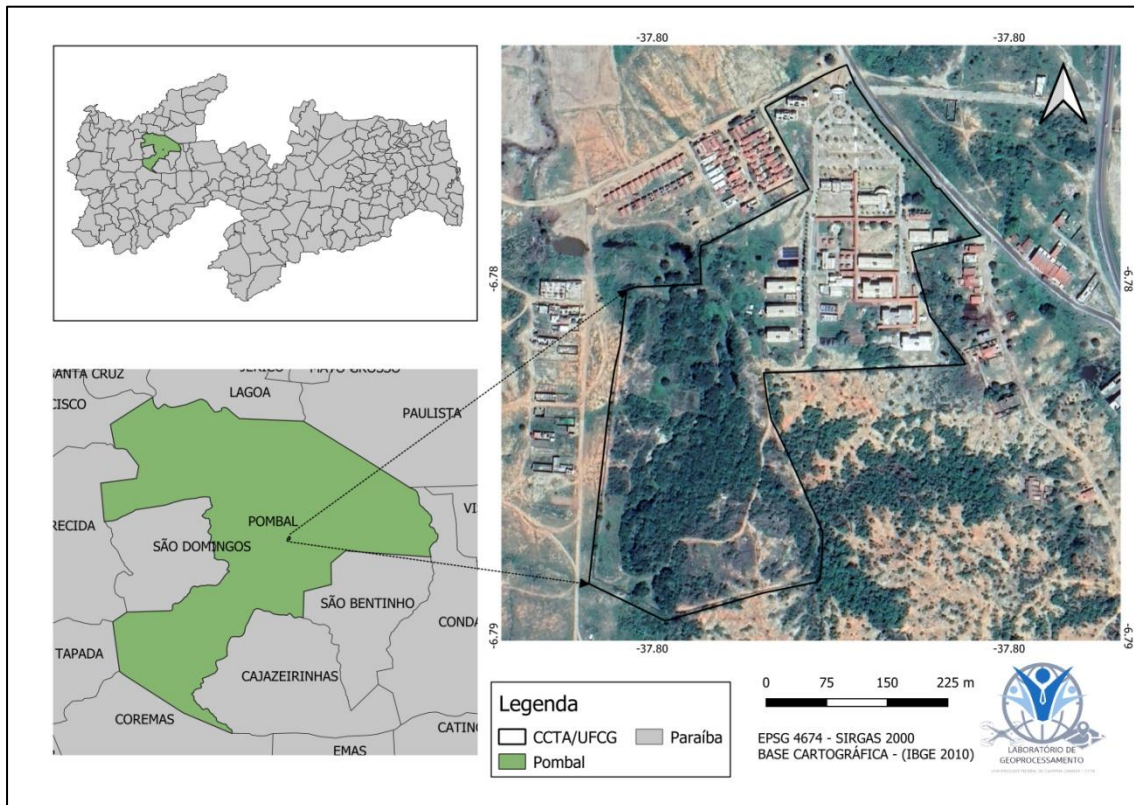 -37.80
-37.80
-6.78
-6.78
-6.79
-6.79
-37.80
-37.80
SANTA CRUZ
JERICÓ
MATO GROSSO
CISCO
LAGOA
PAULISTA
POMBAL
RECIDA
SÃO DOMINGOS
SÃO BENTINHO
CONDA
TAPADA
CAJAZEIRINHAS
COREMAS
CATING
EMAS
Legenda
CCTA/UFCG
Paraíba
Pombal
0 75 150 225 m
EPSG 4674 - SIRGAS 2000
BASE CARTOGRÁFICA - (IBGE 2010)
LABORATÓRIO DE
GEOPROCESSAMENTO